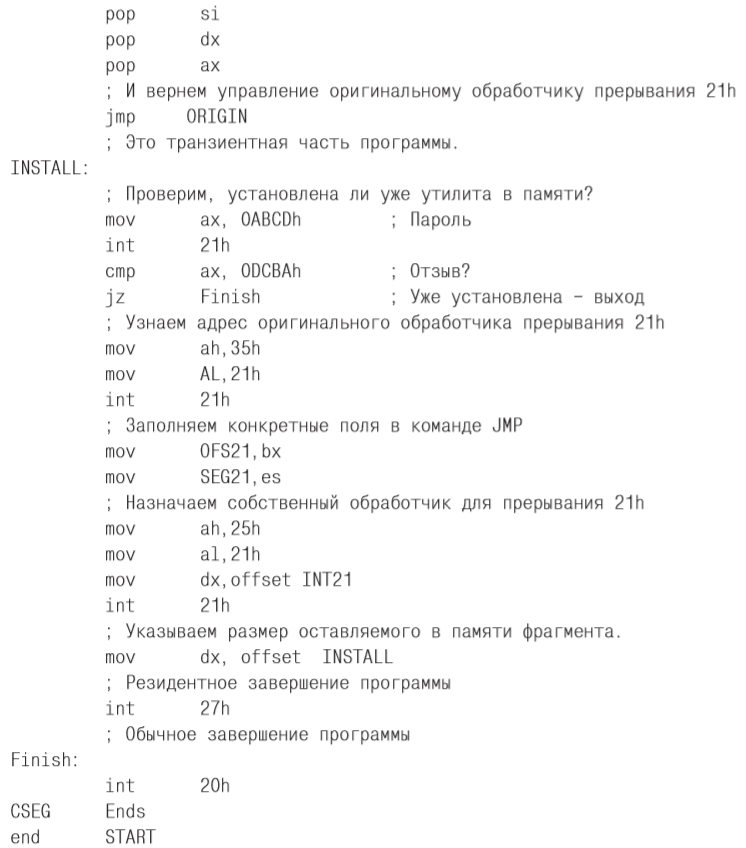 pop si
pop dx
pop ax
; И вернем управление оригинальному обработчику прерывания 21h
jmp ORIGIN
; Это транзиентная часть программы.
INSTALL:
; Проверим, установлена ли уже утилита в памяти?
mov ax, 0ABCDh ; Пароль
int 21h
cmp ax, 0DCBAh ; Отзыв?
jz Finish ; Уже установлена – выход
; Узнаем адрес оригинального обработчика прерывания 21h
mov ah,35h
mov AL,21h
int 21h
; Заполняем конкретные поля в команде JMP
mov OFS21,bx
mov SEG21,es
; Назначаем собственный обработчик для прерывания 21h
mov ah,25h
mov al,21h
mov dx,offset INT21
int 21h
; Указываем размер оставляемого в памяти фрагмента.
mov dx, offset INSTALL
; Резидентное завершение программы
int 27h
; Обычное завершение программы
Finish:
int 20h
CSEG Ends
end START